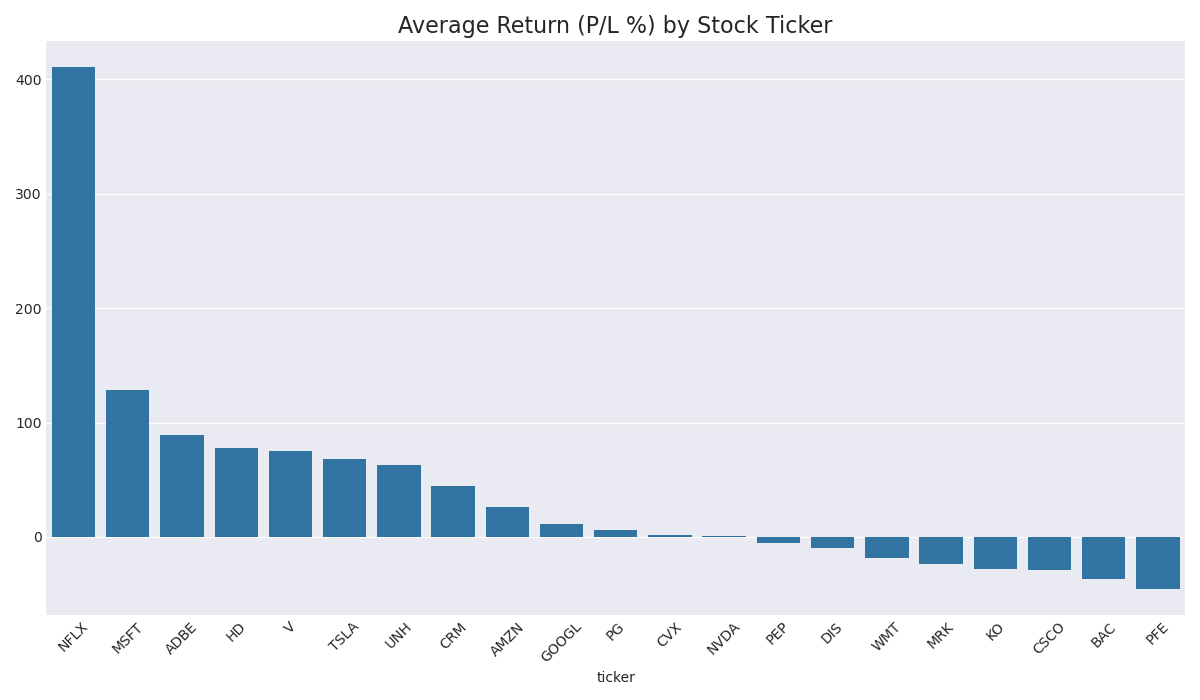 Average Return (P/L %) by Stock Ticker
400
300
200
100
0
NFLX MSFT ADBE HD V TSLA UNH CRM AMZN GOOGL PG CVX NVDA PEP DIS WMT MRK KO CSCO BAC PFE
ticker